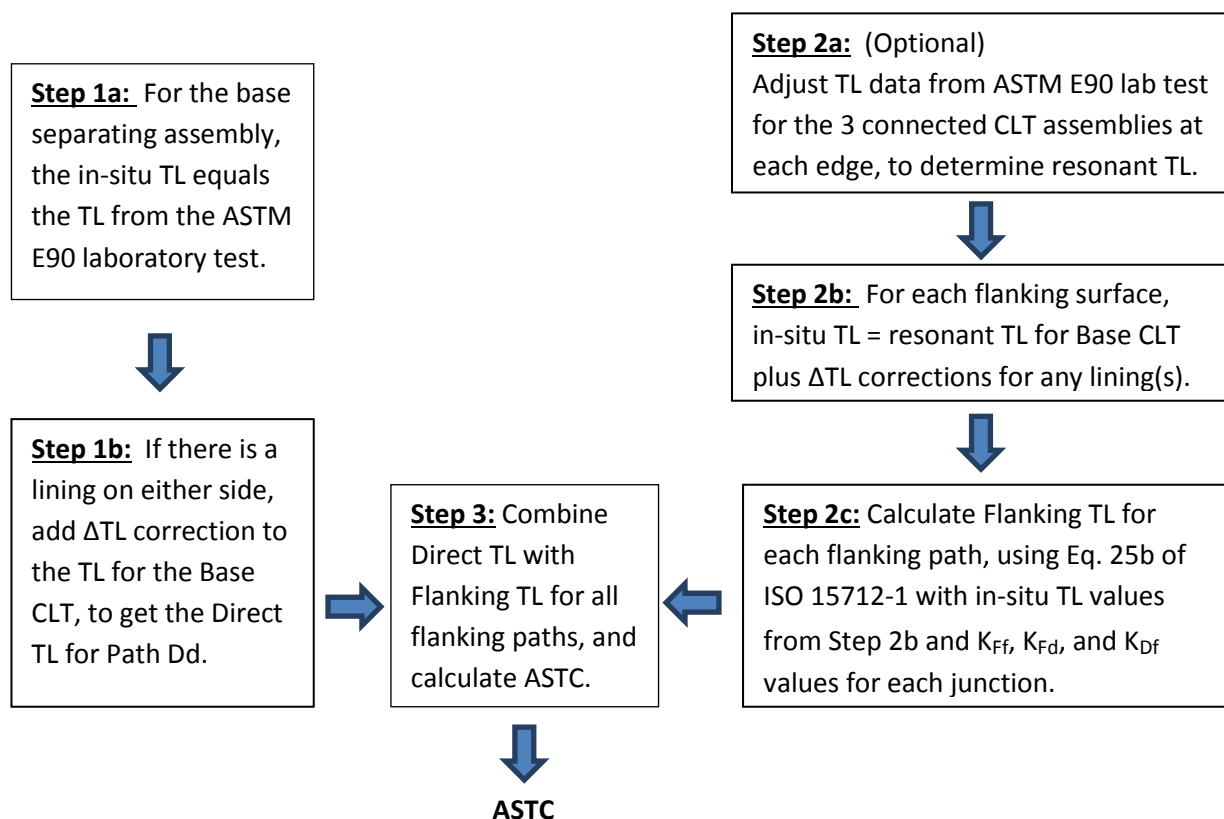 Step 1a: For the base
separating assembly,
the in-situ TL equals
the TL from the ASTM
E90 laboratory test.
Step 1b: If there is a
lining on either side,
add ΔTL correction to
the TL for the Base
CLT, to get the Direct
TL for Path Dd.
Step 2a: (Optional)
Adjust TL data from ASTM E90 lab test
for the 3 connected CLT assemblies at
each edge, to determine resonant TL.
Step 2b: For each flanking surface,
in-situ TL = resonant TL for Base CLT
plus ΔTL corrections for any lining(s).
Step 2c: Calculate Flanking TL for
each flanking path, using Eq. 25b of
ISO 15712-1 with in-situ TL values
from Step 2b and KFf, KFd, and KDf
values for each junction.
Step 3: Combine
Direct TL with
Flanking TL for all
flanking paths, and
calculate ASTC.
ASTC